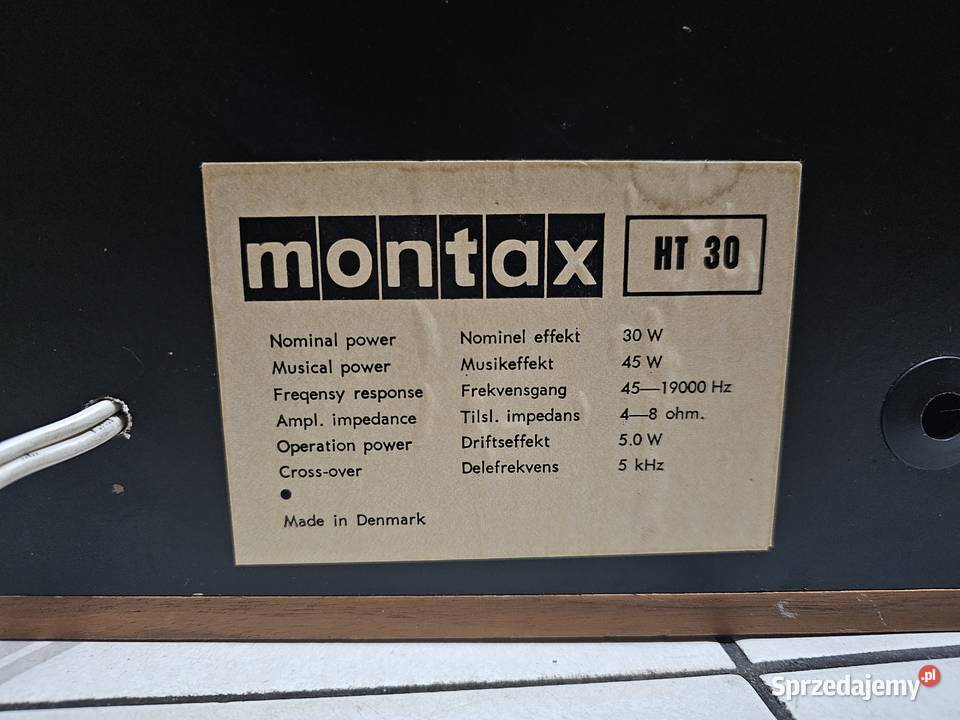 montax HT 30
Nominal power Nominel effekt 30 W
Musical power Musikeffekt 45 W
Freqensy response Frekvensgang 45—19000 Hz
Ampl. impedance Tilsl. impedans 4—8 ohm.
Operation power Driftseffekt 5.0 W
Cross-over Delefrekvens 5 kHz
Made in Denmark
Sprzedajemy.pl